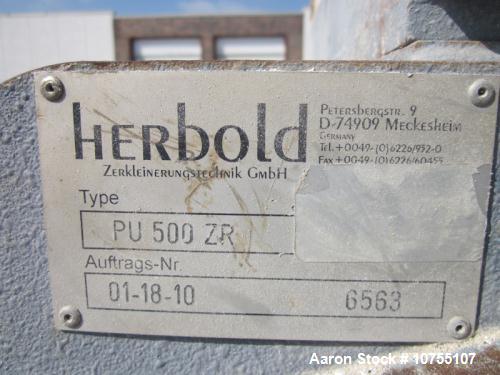 herbold
Zerkleinerungstechnik GmbH
Petersbergstr. 9
D-74909 Meckesheim
Germany
Tel.+0049-(0)6226/932-0
Fax+0049-(0)6226/60455
Type
PU 500 ZR
Auftrags-Nr.
01-18-10 6563
Aaron Stock # 10755107